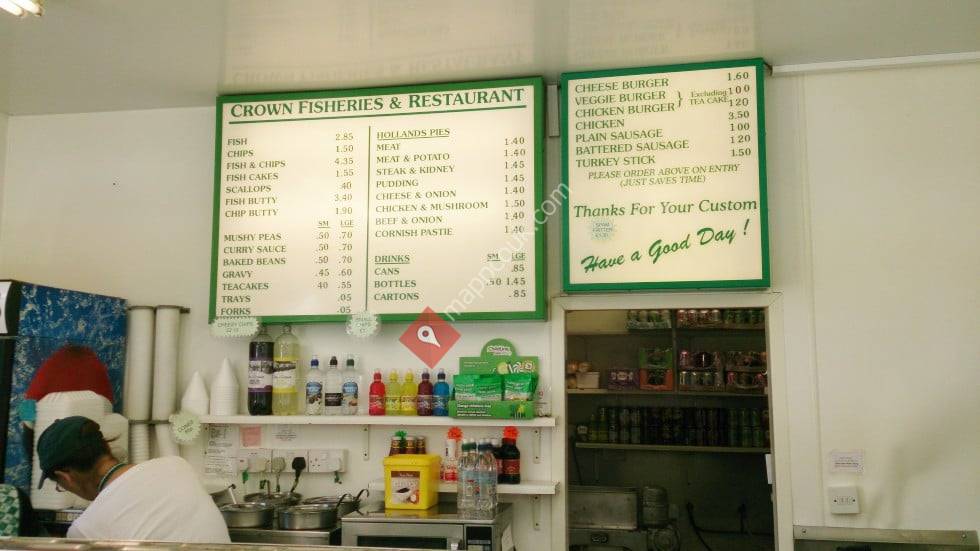 CROWN FISHERIES & RESTAURANT
FISH 2.85
CHIPS 1.50
FISH & CHIPS 4.35
FISH CAKES 1.55
SCALLOPS .40
FISH BUTTY 3.40
CHIP BUTTY 1.90
SM LGE
MUSHY PEAS .50 .70
CURRY SAUCE .50 .70
BAKED BEANS .50 .70
GRAVY .45 .60
TEACAKES 40 .55
TRAYS .05
FORKS .05
HOLLANDS PIES
MEAT 1.40
MEAT & POTATO 1.40
STEAK & KIDNEY 1.45
PUDDING 1.45
CHEESE & ONION 1.40
CHICKEN & MUSHROOM 1.50
BEEF & ONION 1.40
CORNISH PASTIE 1.40
DRINKS SM LGE
CANS .85
BOTTLES .50 1.45
CARTONS .85
CHEESE BURGER 1.60
VEGGIE BURGER 1 0 0
CHICKEN BURGER } Excluding TEA CAKE 1 20
CHICKEN 3.50
PLAIN SAUSAGE 1 00
BATTERED SAUSAGE 1 20
TURKEY STICK 1.50
PLEASE ORDER ABOVE ON ENTRY
(JUST SAVES TIME)
Thanks For Your Custom
Have a Good Day !
mapcouk.com